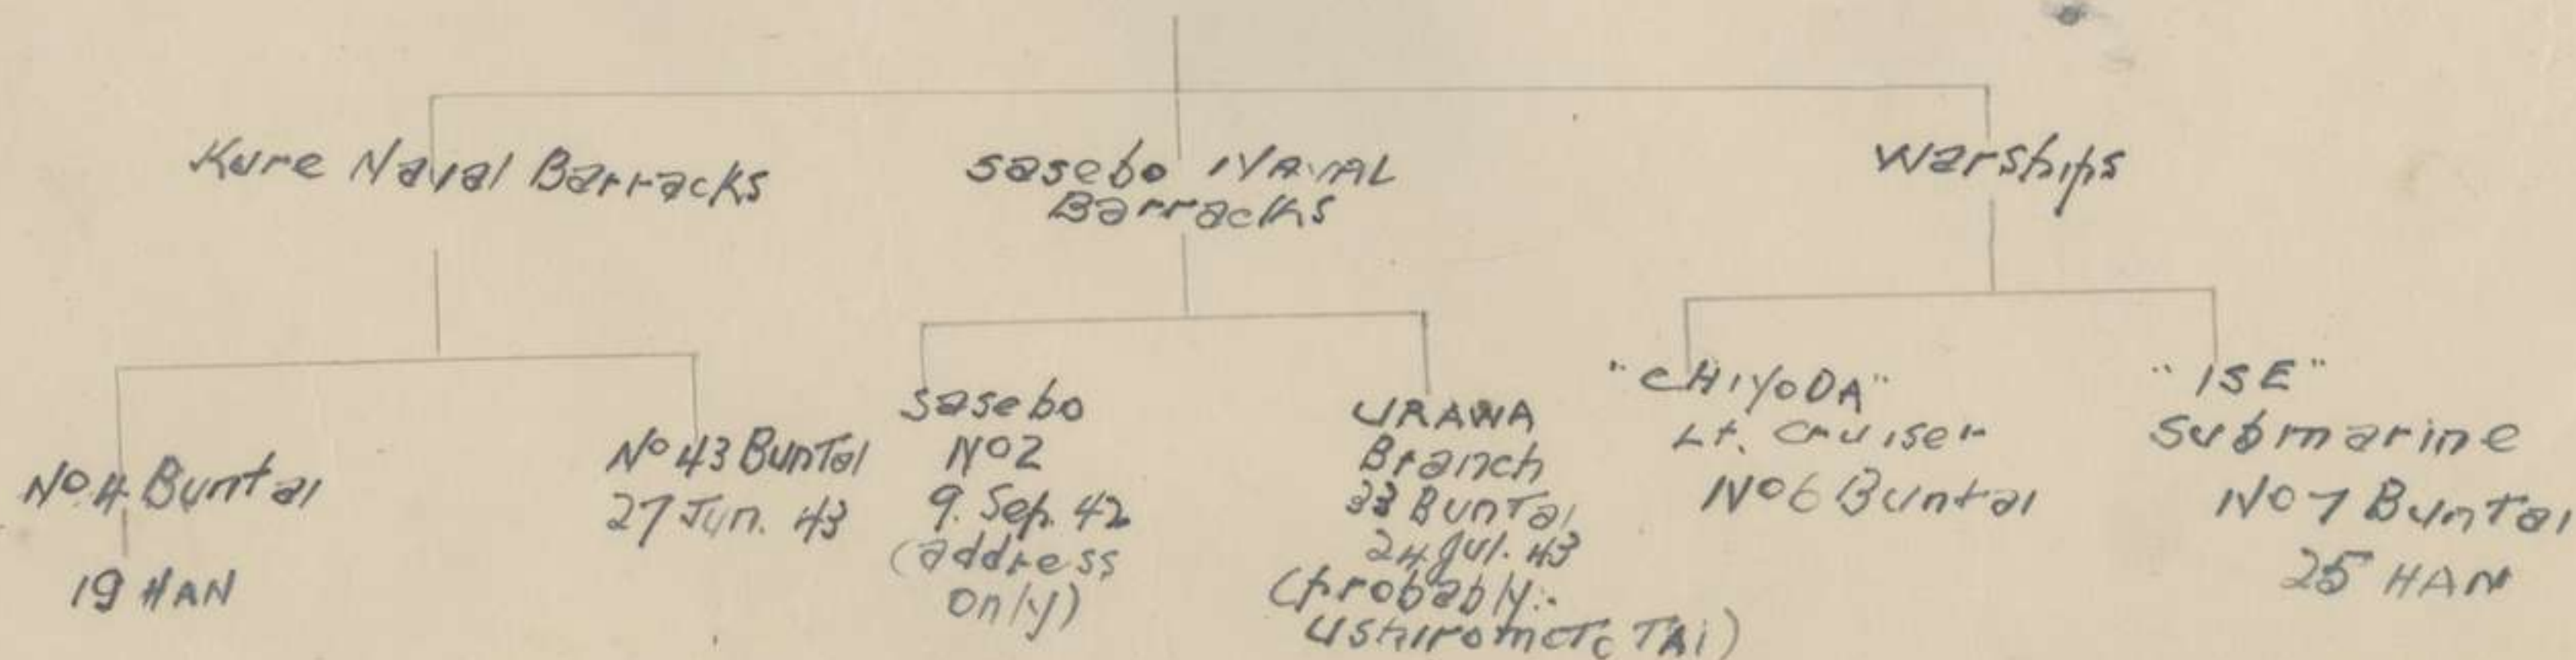 Kure Naval Barracks
Sasebo NAVAL
Barracks
Warships
No. 4 Buntai
19 HAN
No 43 BunTai
27 Jun. 43
Sasebo
No 2
9. Sep. 42
(address
only)
URAWA
Branch
33 BunTai
24 Jul. 43
(probably:-
TAI)
"CHIYODA"
Lt. Cruiser
No 6 Buntai
"ISE"
Submarine
No 7 BunTai
25 HAN